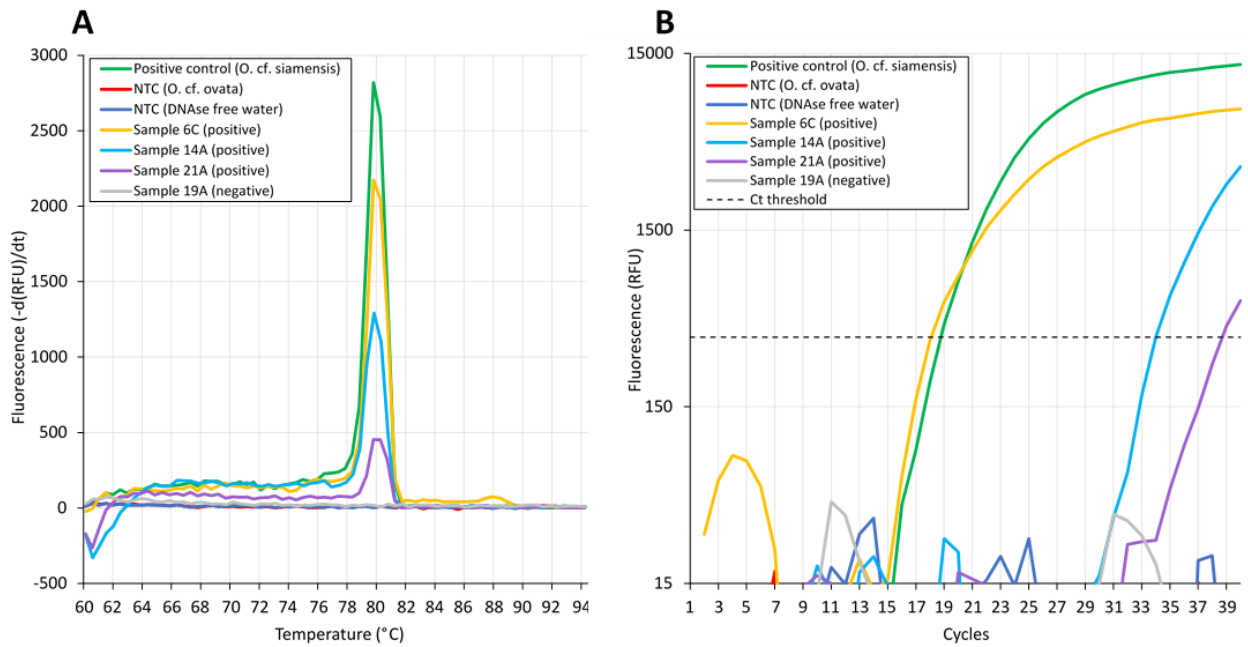 A
3000
2500
2000
1500
1000
500
0
-500
Fluorescence (-d(RFU)/dt)
Positive control (O. cf. siamensis)
NTC (O. cf. ovata)
NTC (DNAse free water)
Sample 6C (positive)
Sample 14A (positive)
Sample 21A (positive)
Sample 19A (negative)
60 62 64 66 68 70 72 74 76 78 80 82 84 86 88 90 92 94
Temperature (°C)
B
15000
1500
150
15
Fluorescence (RFU)
Positive control (O. cf. siamensis)
NTC (O. cf. ovata)
NTC (DNAse free water)
Sample 6C (positive)
Sample 14A (positive)
Sample 21A (positive)
Sample 19A (negative)
Ct threshold
1 3 5 7 9 11 13 15 17 19 21 23 25 27 29 31 33 35 37 39
Cycles